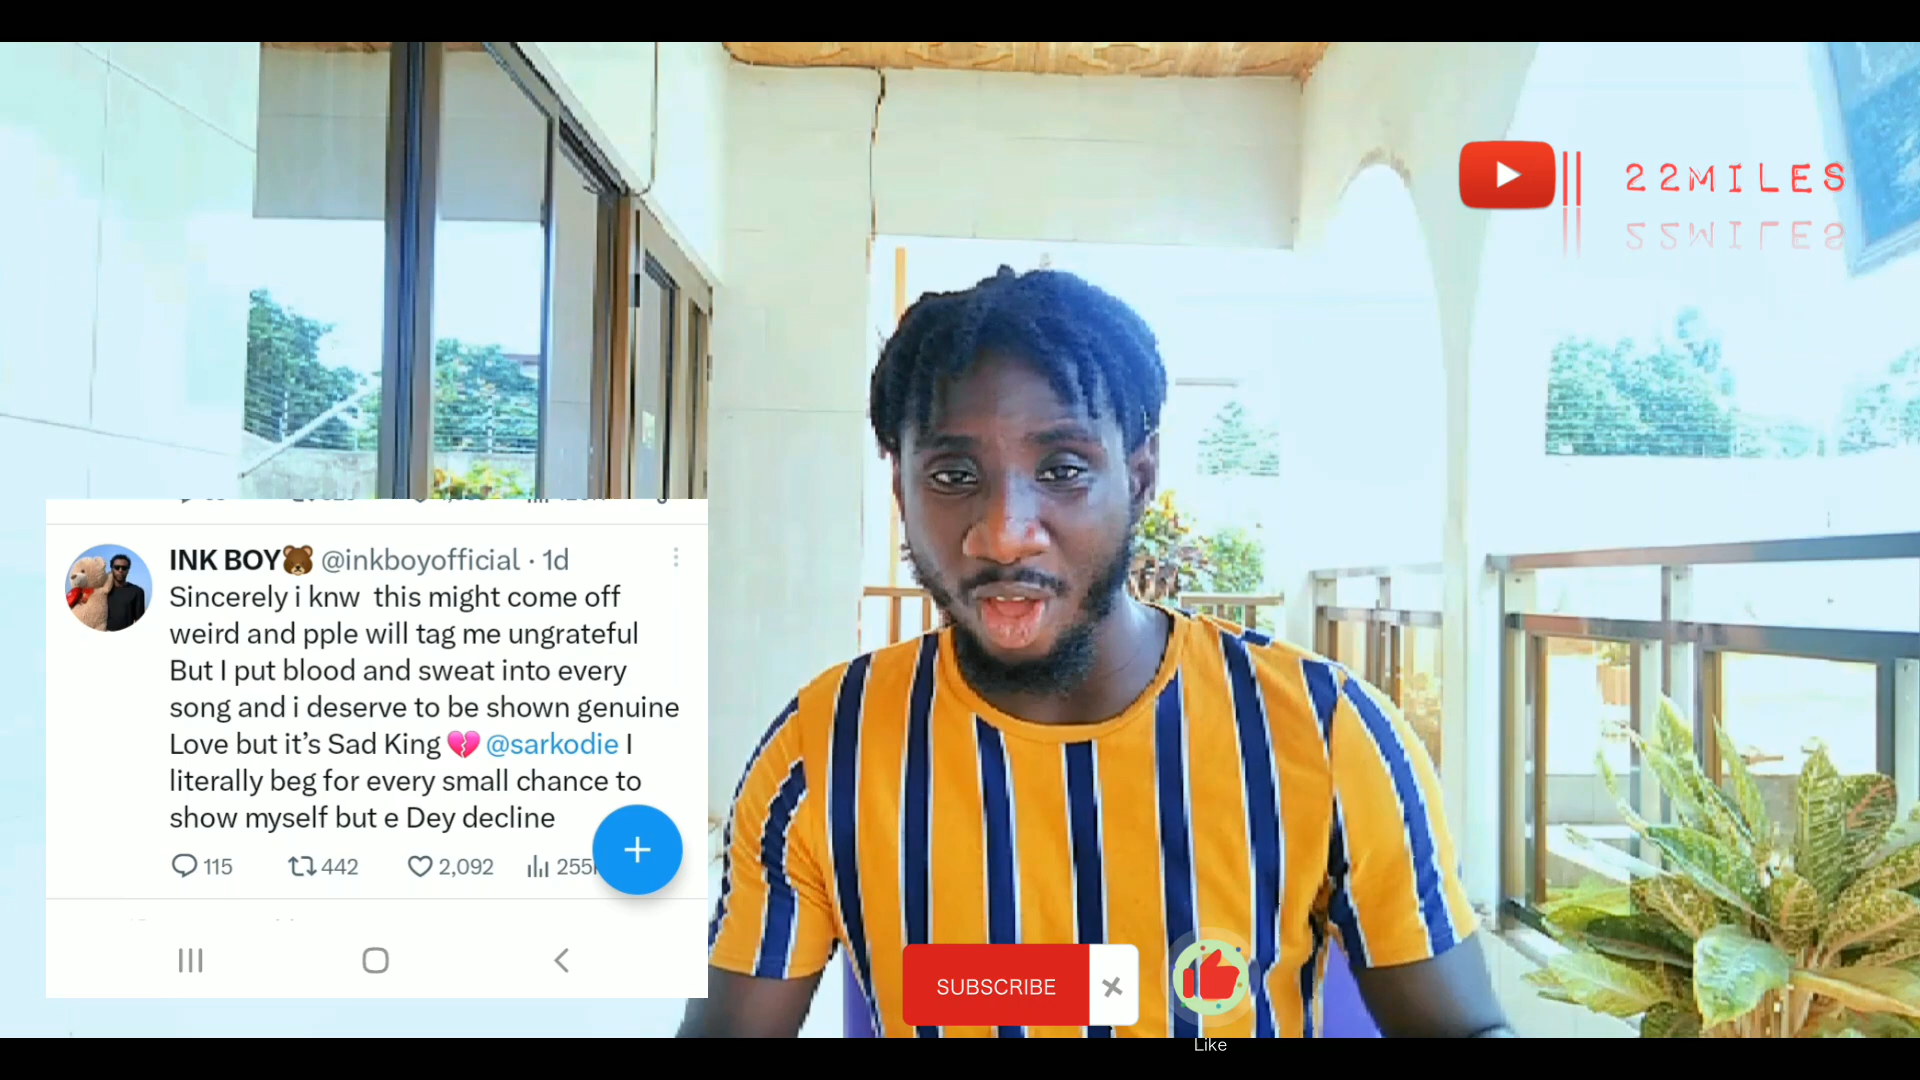 22MILES
INK BOY🐻 @inkboyofficial · 1d
Sincerely i knw this might come off
weird and pple will tag me ungrateful
But I put blood and sweat into every
song and i deserve to be shown genuine
Love but it’s Sad King 💔 @sarkodie I
literally beg for every small chance to
show myself but e Dey decline
115 442 2,092 255
SUBSCRIBE
Like